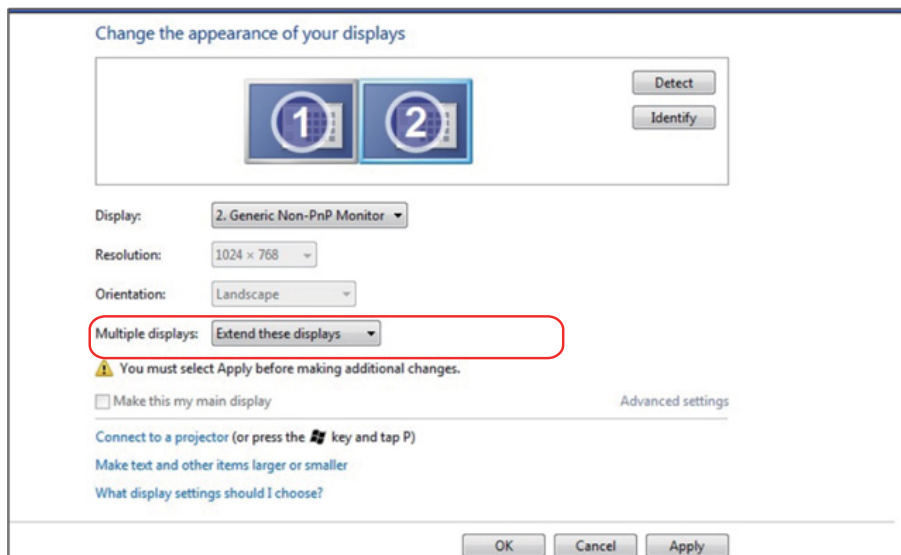 Change the appearance of your displays
1
2
Detect
Identify
Display: 2. Generic Non-PnP Monitor
Resolution: 1024 × 768
Orientation: Landscape
Multiple displays: Extend these displays
You must select Apply before making additional changes.
Make this my main display
Advanced settings
Connect to a projector (or press the key and tap P)
Make text and other items larger or smaller
What display settings should I choose?
OK Cancel Apply